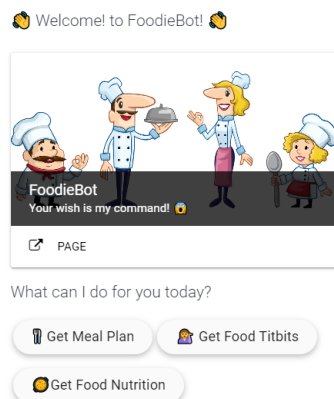 👋 Welcome! to FoodieBot! 👋
FoodieBot
Your wish is my command! 😱
PAGE
What can I do for you today?
🍴 Get Meal Plan
💁 Get Food Titbits
🥘 Get Food Nutrition